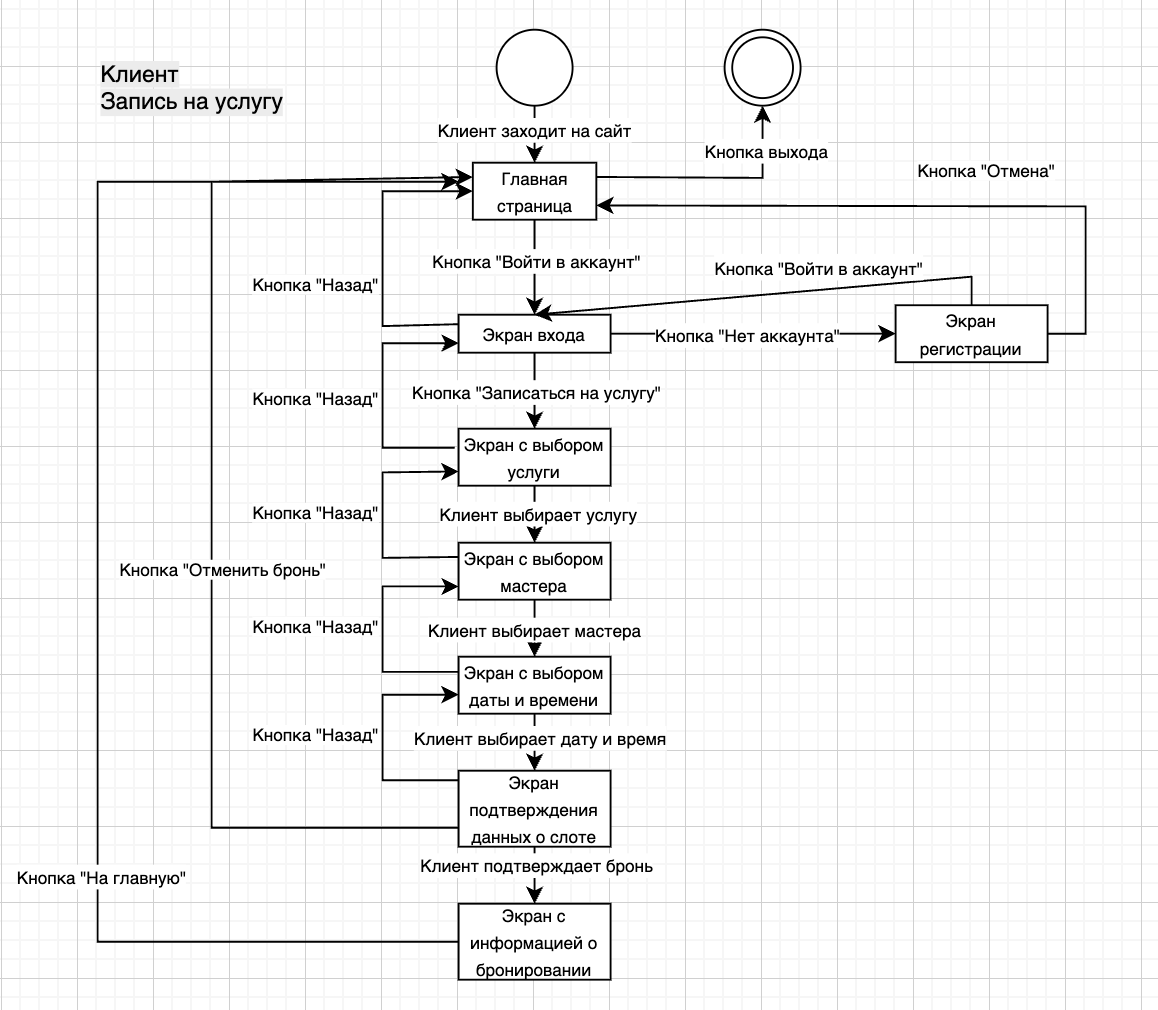 Клиент
Запись на услугу
Клиент заходит на сайт
Кнопка выхода
Кнопка "Отмена"
Главная
страница
Кнопка "Войти в аккаунт"
Кнопка "Войти в аккаунт"
Кнопка "Назад"
Экран входа
Кнопка "Нет аккаунта"
Экран
регистрации
Кнопка "Назад"
Кнопка "Записаться на услугу"
Экран с выбором
услуги
Кнопка "Назад"
Клиент выбирает услугу
Экран с выбором
мастера
Кнопка "Отменить бронь"
Кнопка "Назад"
Клиент выбирает мастера
Экран с выбором
даты и времени
Кнопка "Назад"
Клиент выбирает дату и время
Экран
подтверждения
данных о слоте
Клиент подтверждает бронь
Кнопка "На главную"
Экран с
информацией о
бронировании